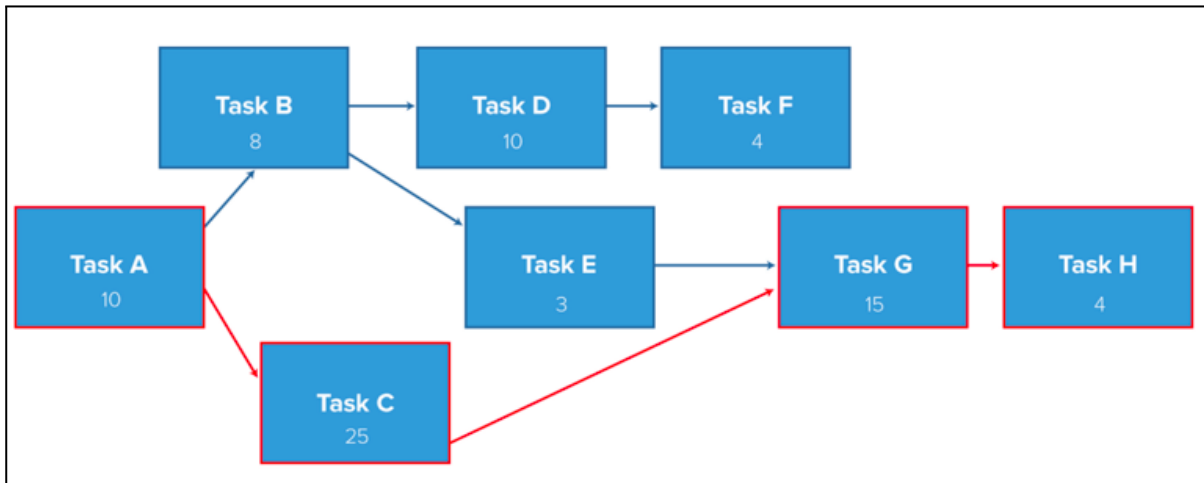 Task B
8
Task D
10
Task F
4
Task A
10
Task E
3
Task G
15
Task H
4
Task C
25